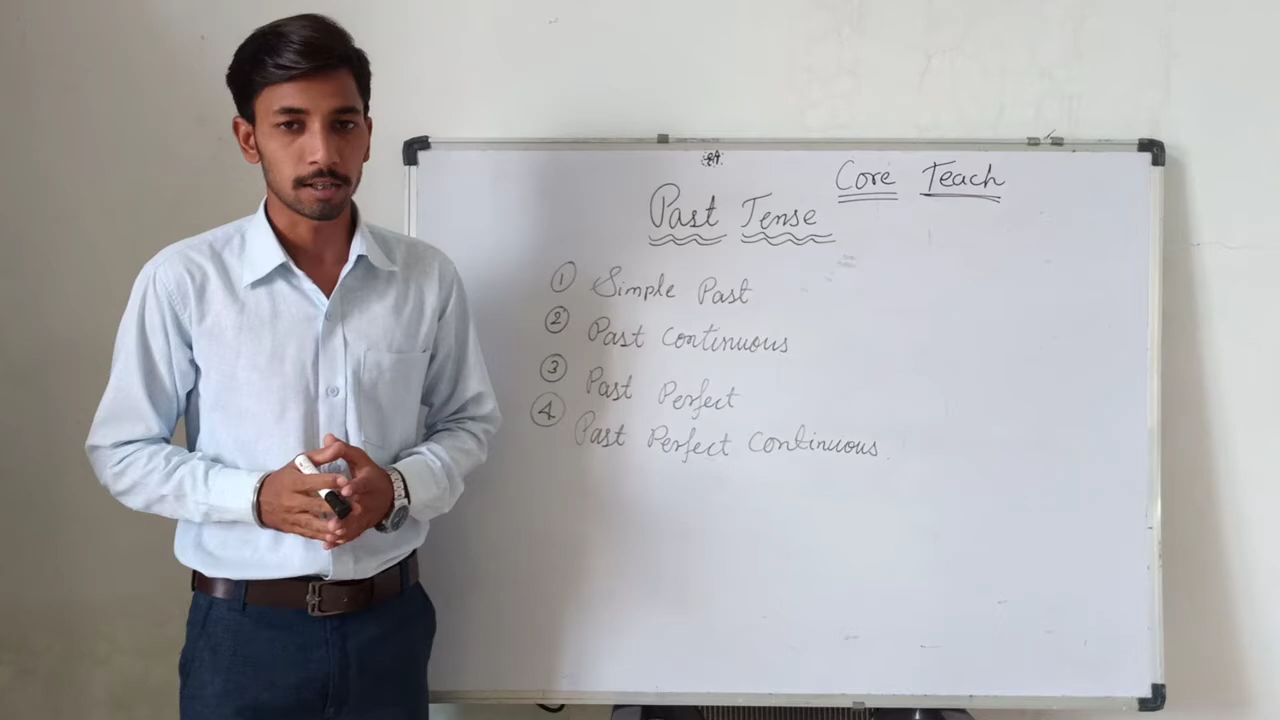 Core Teach
Past Tense
① Simple Past
② Past Continuous
③ Past Perfect
④ Past Perfect Continuous